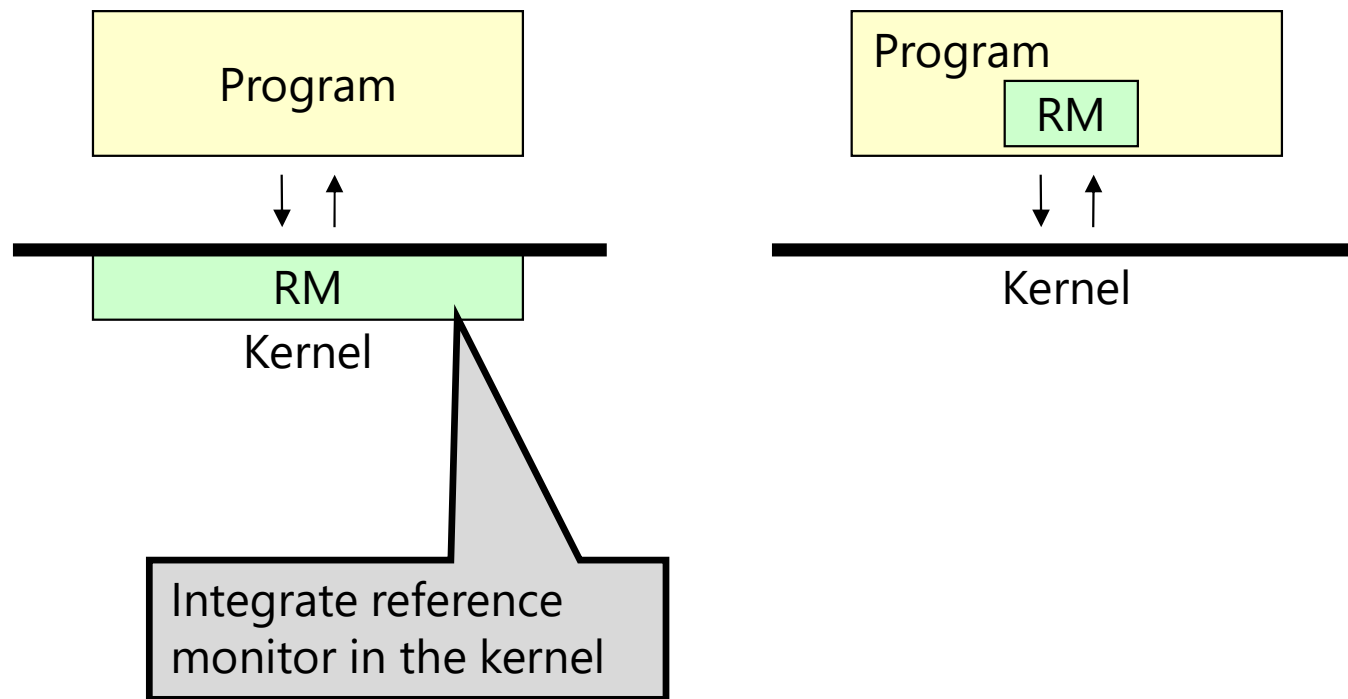 Program
RM
Kernel
Integrate reference
monitor in the kernel
Program
RM
Kernel